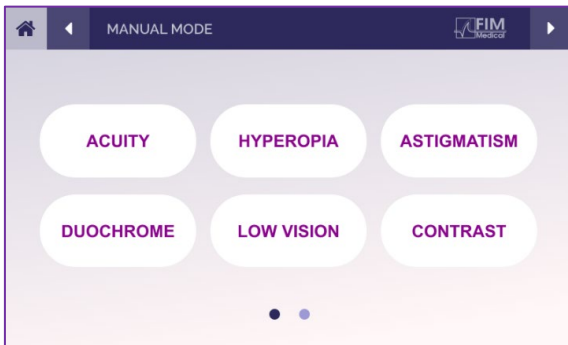 MANUAL MODE
FIM
Medical
ACUITY HYPEROPIA ASTIGMATISM
DUOCHROME LOW VISION CONTRAST